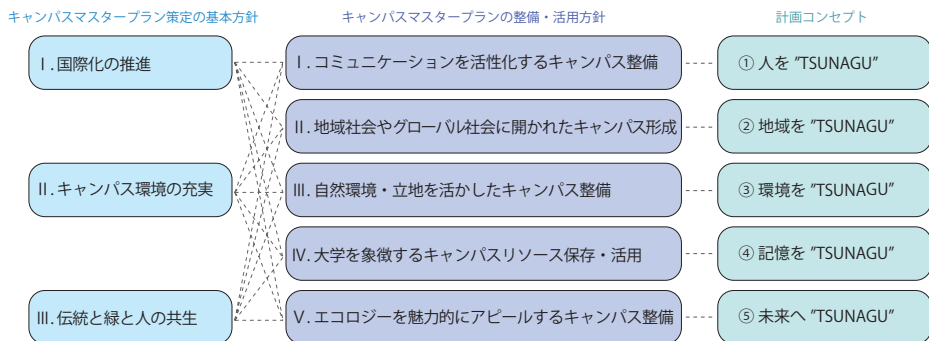 キャンパスマスタープラン策定の基本方針
キャンパスマスタープランの整備・活用方針
計画コンセプト
Ⅰ.国際化の推進
Ⅰ.コミュニケーションを活性化するキャンパス整備
① 人を "TSUNAGU"
Ⅱ.地域社会やグローバル社会に開かれたキャンパス形成
② 地域を "TSUNAGU"
Ⅱ.キャンパス環境の充実
Ⅲ.自然環境・立地を活かしたキャンパス整備
③ 環境を "TSUNAGU"
Ⅳ.大学を象徴するキャンパスリソース保存・活用
④ 記憶を "TSUNAGU"
Ⅲ.伝統と緑と人の共生
Ⅴ.エコロジーを魅力的にアピールするキャンパス整備
⑤ 未来へ "TSUNAGU"